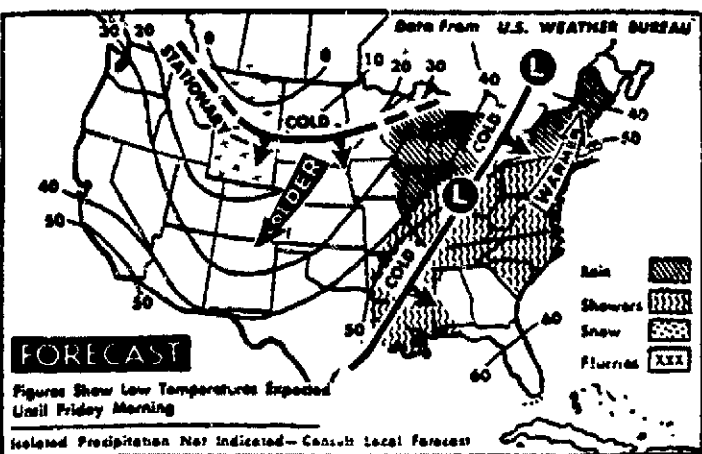 Data from U.S. WEATHER BUREAU
30 20 0 0
STATIONARY
10 20 30 40
L
COLD
COLD
40
50
WARMER
COLDER
L
40
50
COLD
50
50
60
60
Rain
Showers
Snow
Flurries
FORECAST
Figures Show Low Temperatures Expected
Until Friday Morning
Isolated Precipitation Not Indicated— Consult Local Forecast